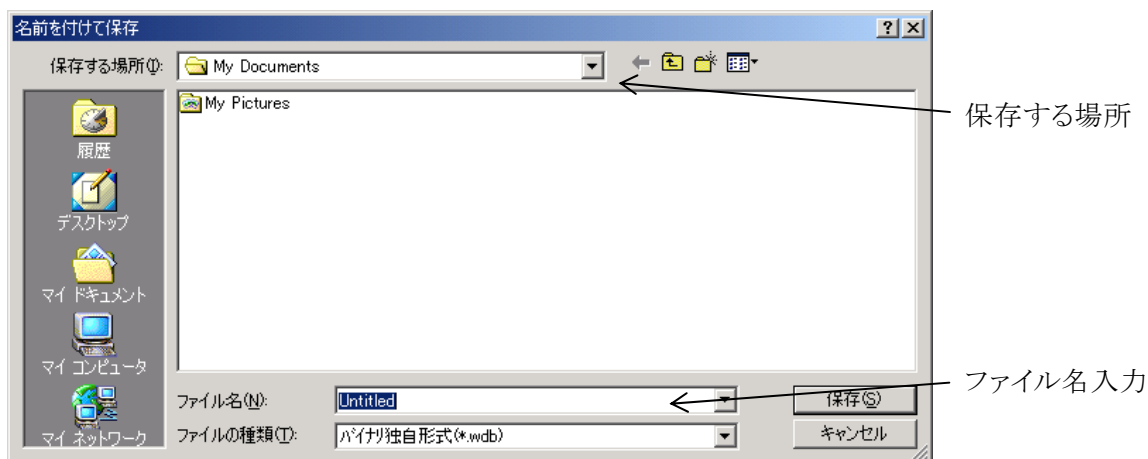 名前を付けて保存
保存する場所(I):
My Documents
My Pictures
保存する場所
履歴
デスクトップ
マイ ドキュメント
マイ コンピュータ
マイ ネットワーク
ファイル名(N):
Untitled
保存(S)
ファイル名入力
ファイルの種類(T):
バイナリ独自形式(*.wdb)
キャンセル